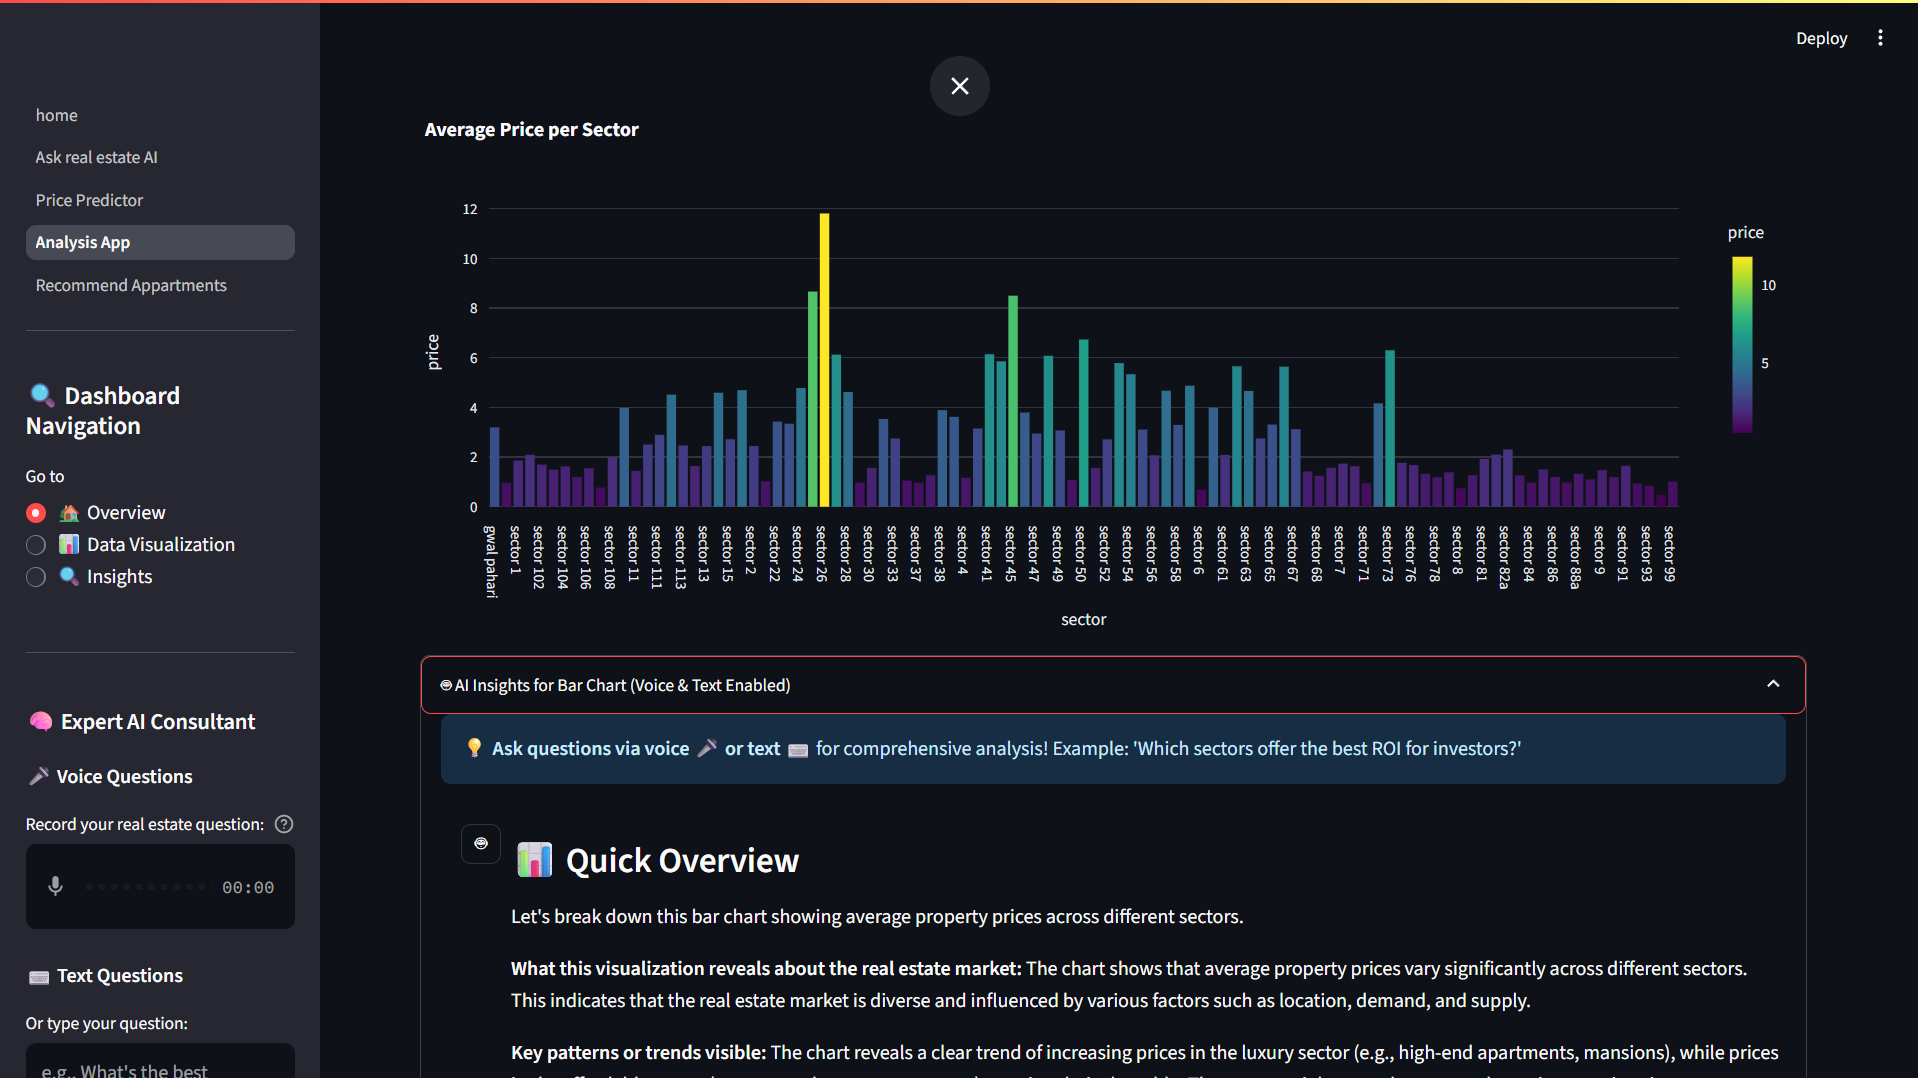 Deploy
home
Ask real estate AI
Price Predictor
Analysis App
Recommend Appartments
🔍 Dashboard
Navigation
Go to
🏠 Overview
📊 Data Visualization
🔍 Insights
🧠 Expert AI Consultant
🎤 Voice Questions
Record your real estate question:
00:00
⌨️ Text Questions
Or type your question:
e.g., What's the best
Average Price per Sector
price
12
10
8
6
4
2
0
gwal pahari
sector 1
sector 102
sector 104
sector 106
sector 108
sector 11
sector 111
sector 113
sector 13
sector 15
sector 2
sector 22
sector 24
sector 26
sector 28
sector 30
sector 33
sector 37
sector 38
sector 4
sector 41
sector 45
sector 47
sector 49
sector 50
sector 52
sector 54
sector 56
sector 58
sector 6
sector 61
sector 63
sector 65
sector 67
sector 68
sector 7
sector 71
sector 73
sector 76
sector 78
sector 8
sector 81
sector 82a
sector 84
sector 86
sector 88a
sector 9
sector 91
sector 93
sector 99
sector
price
10
5
AI Insights for Bar Chart (Voice & Text Enabled)
💡 Ask questions via voice 🎤 or text ⌨️ for comprehensive analysis! Example: 'Which sectors offer the best ROI for investors?'
📊 Quick Overview
Let's break down this bar chart showing average property prices across different sectors.
What this visualization reveals about the real estate market: The chart shows that average property prices vary significantly across different sectors.
This indicates that the real estate market is diverse and influenced by various factors such as location, demand, and supply.
Key patterns or trends visible: The chart reveals a clear trend of increasing prices in the luxury sector (e.g., high-end apartments, mansions), while prices